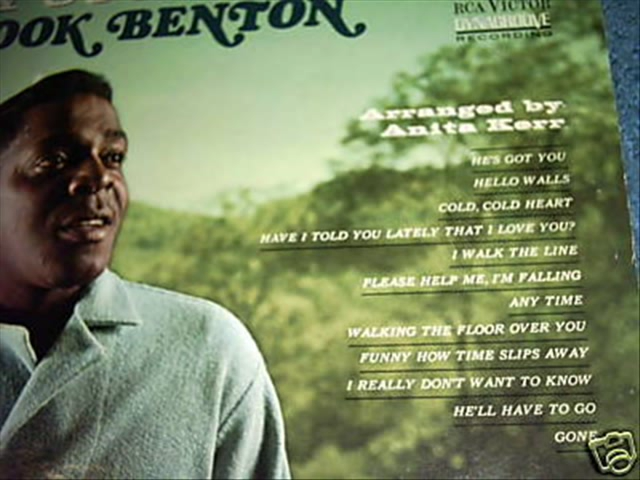 OOK BENTON
RCA VICTOR
DYNAGROOVE
RECORDING
Arranged by
Anita Kerr
HE'S GOT YOU
HELLO WALLS
COLD, COLD HEART
HAVE I TOLD YOU LATELY THAT I LOVE YOU?
I WALK THE LINE
PLEASE HELP ME, I'M FALLING
ANY TIME
WALKING THE FLOOR OVER YOU
FUNNY HOW TIME SLIPS AWAY
I REALLY DON'T WANT TO KNOW
HE'LL HAVE TO GO
GONE